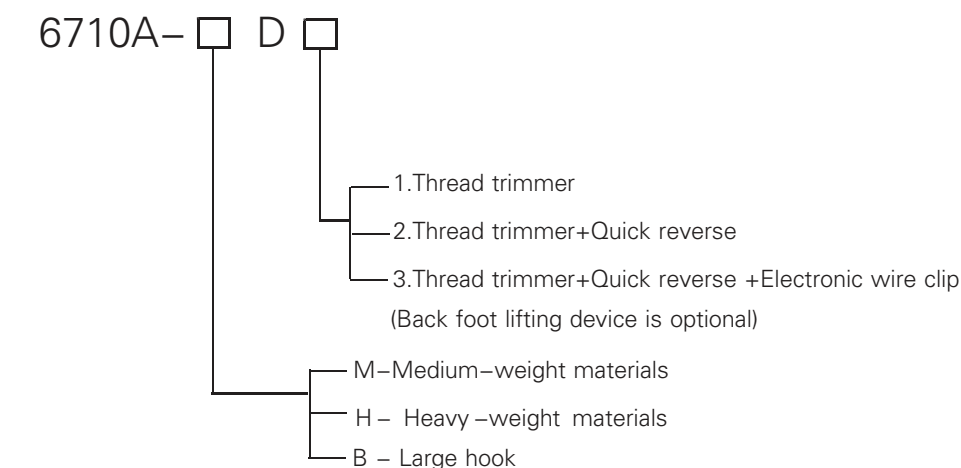 6710A– D
1.Thread trimmer
2.Thread trimmer+Quick reverse
3.Thread trimmer+Quick reverse +Electronic wire clip
(Back foot lifting device is optional)
M–Medium–weight materials
H – Heavy –weight materials
B – Large hook